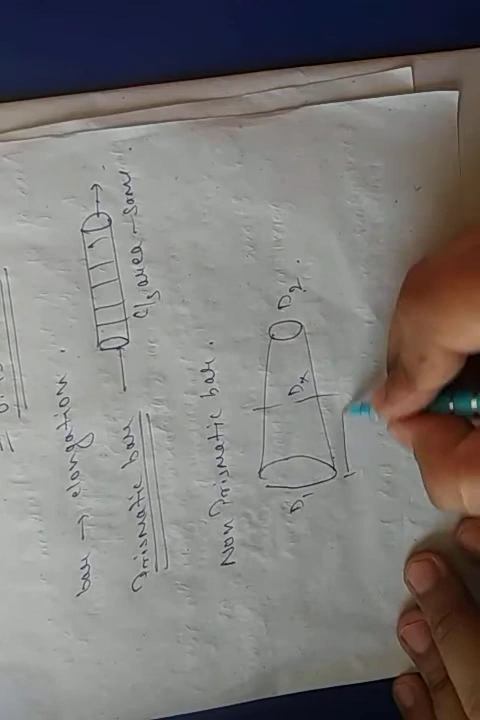 bar → elongation.
Prismatic bar
c/s area - same.
Non Prismatic bar.
D1
Dx
D2.